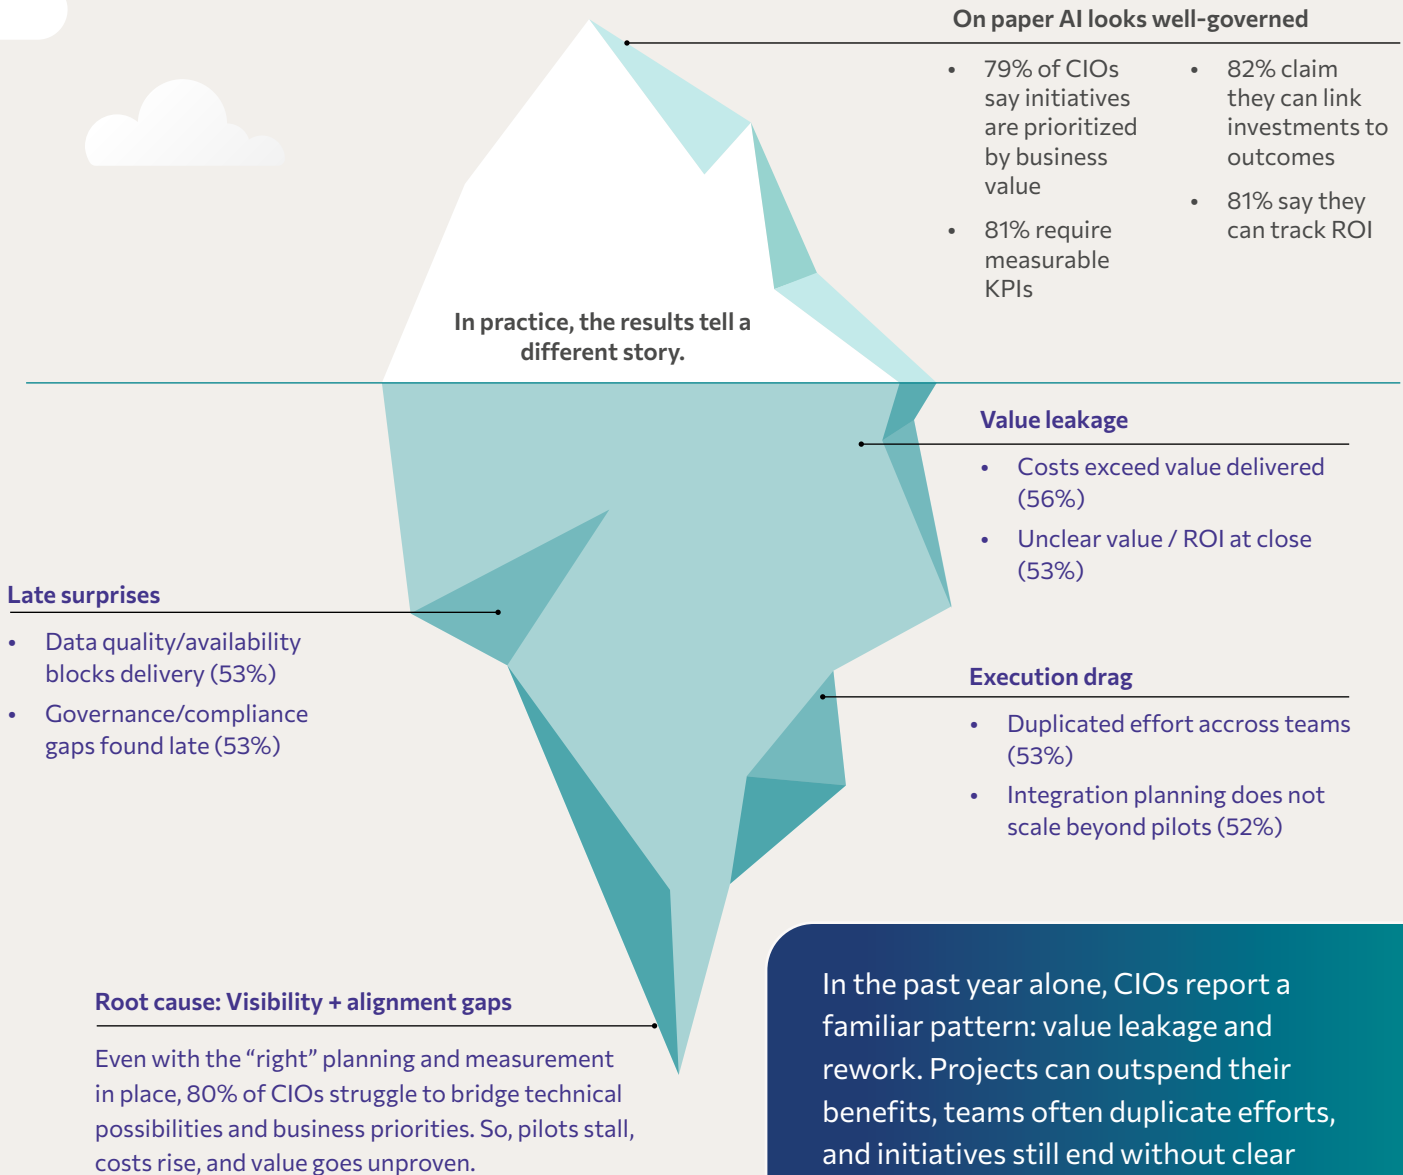 On paper AI looks well-governed
• 79% of CIOs
say initiatives
are prioritized
by business
value
• 81% require
measurable
KPIs
• 82% claim
they can link
investments to
outcomes
• 81% say they
can track ROI
In practice, the results tell a
different story.
Value leakage
• Costs exceed value delivered
(56%)
• Unclear value / ROI at close
(53%)
Late surprises
• Data quality/availability
blocks delivery (53%)
• Governance/compliance
gaps found late (53%)
Execution drag
• Duplicated effort accross teams
(53%)
• Integration planning does not
scale beyond pilots (52%)
Root cause: Visibility + alignment gaps
Even with the “right” planning and measurement
in place, 80% of CIOs struggle to bridge technical
possibilities and business priorities. So, pilots stall,
costs rise, and value goes unproven.
In the past year alone, CIOs report a
familiar pattern: value leakage and
rework. Projects can outspend their
benefits, teams often duplicate efforts,
and initiatives still end without clear